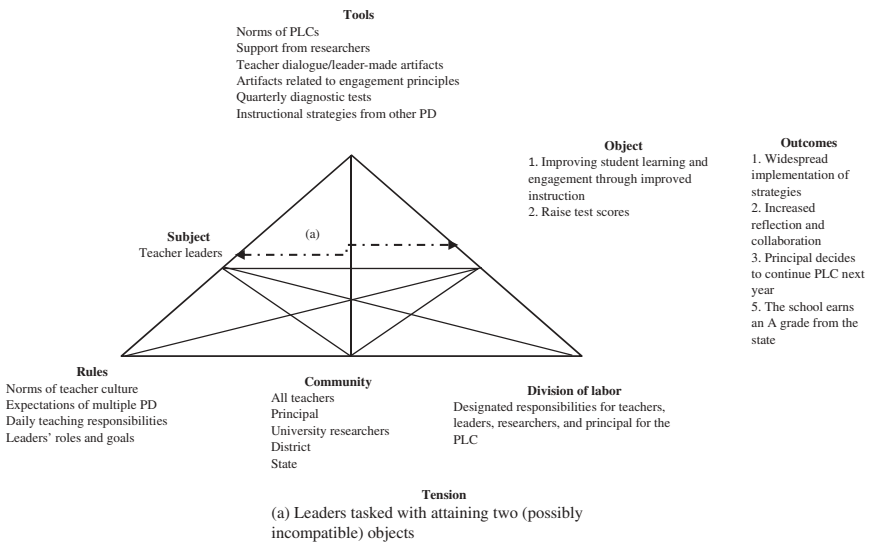 Tools
Norms of PLCs
Support from researchers
Teacher dialogue/leader-made artifacts
Artifacts related to engagement principles
Quarterly diagnostic tests
Instructional strategies from other PD
Object
1. Improving student learning and
engagement through improved
instruction
2. Raise test scores
Outcomes
1. Widespread
implementation of
strategies
2. Increased
reflection and
collaboration
3. Principal decides
to continue PLC next
year
5. The school earns
an A grade from the
state
(a)
Subject
Teacher leaders
Rules
Norms of teacher culture
Expectations of multiple PD
Daily teaching responsibilities
Leaders' roles and goals
Community
All teachers
Principal
University researchers
District
State
Division of labor
Designated responsibilities for teachers,
leaders, researchers, and principal for the
PLC
Tension
(a) Leaders tasked with attaining two (possibly
incompatible) objects